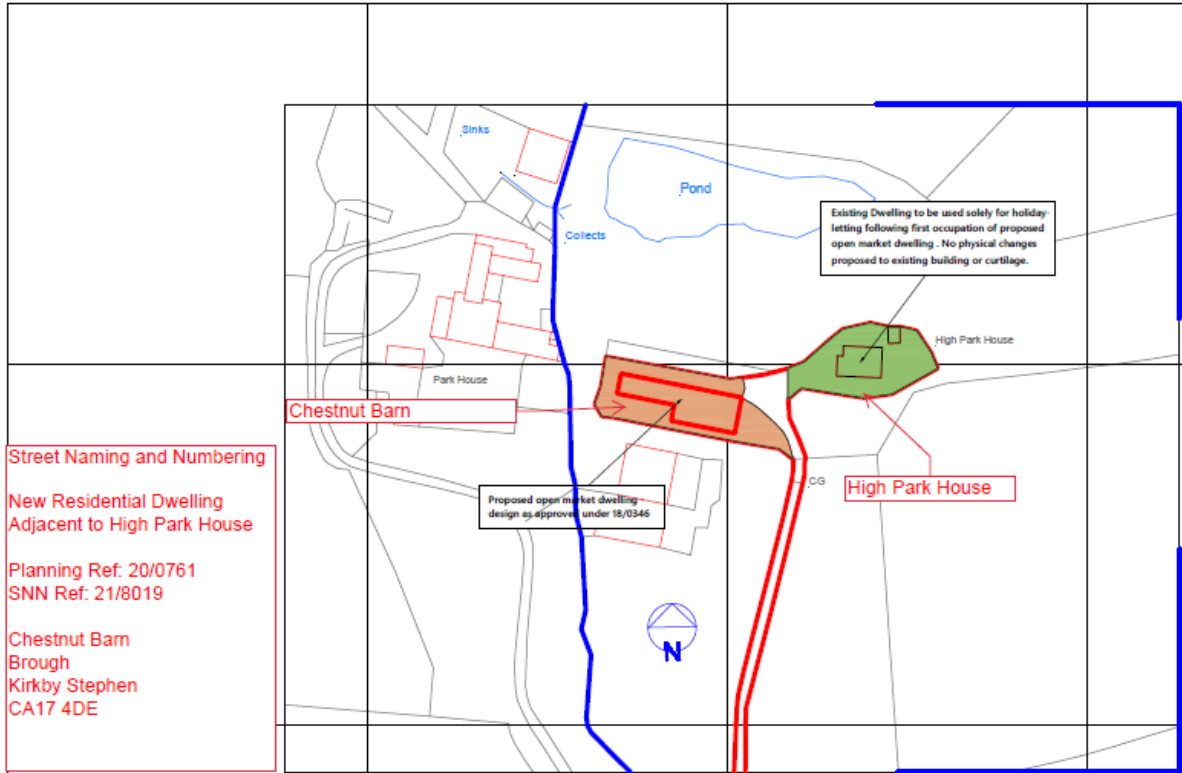 Sinks
Pond
Collects
Existing Dwelling to be used solely for holiday-
letting following first occupation of proposed
open market dwelling . No physical changes
proposed to existing building or curtilage.
High Park House
Park House
Chestnut Barn
CG
High Park House
Proposed open market dwelling -
design as approved under 18/0346
N
Street Naming and Numbering
New Residential Dwelling
Adjacent to High Park House
Planning Ref: 20/0761
SNN Ref: 21/8019
Chestnut Barn
Brough
Kirkby Stephen
CA17 4DE